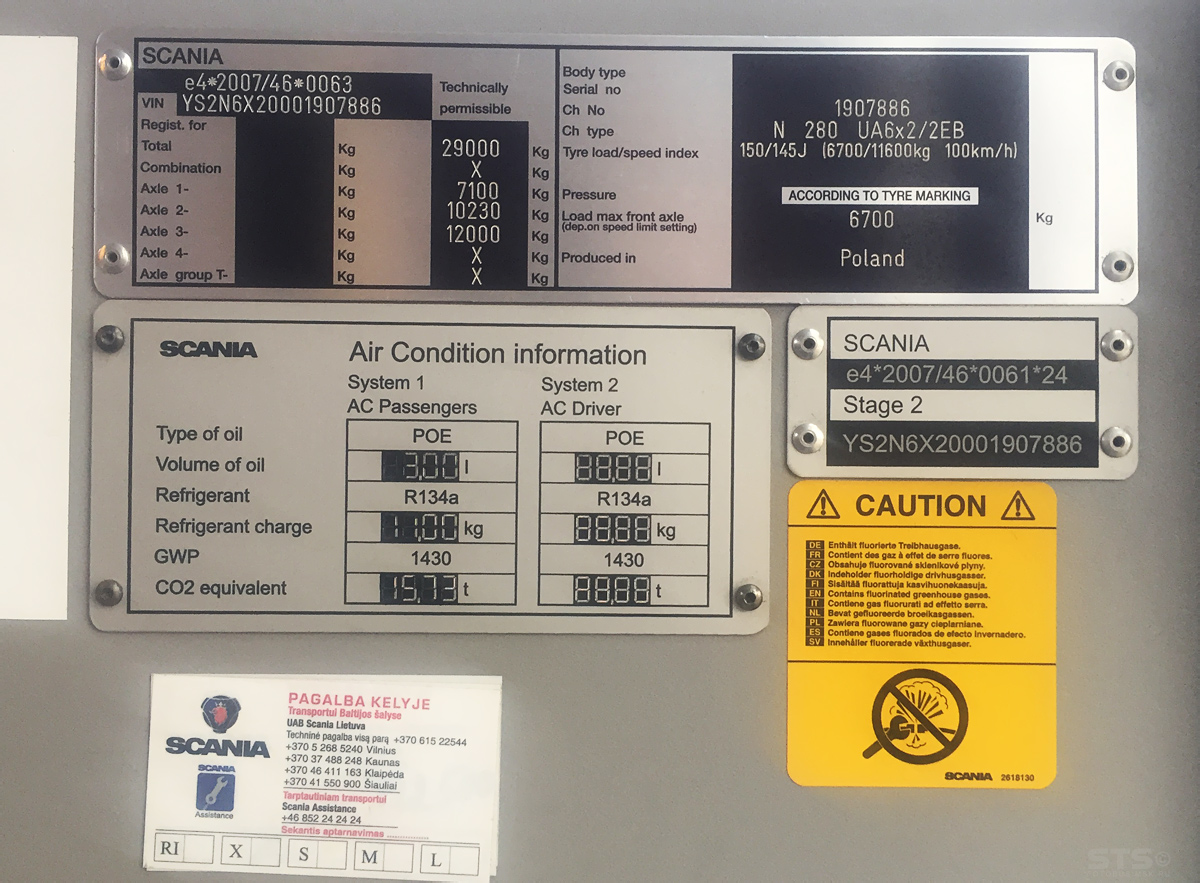 SCANIA
e4*2007/46*0063
VIN YS2N6X20001907886
Technically
permissible
Regist. for
Total Kg 29000 Kg
Combination Kg X Kg
Axle 1- Kg 7100 Kg
Axle 2- Kg 10230 Kg
Axle 3- Kg 12000 Kg
Axle 4- Kg X Kg
Axle group T- Kg X Kg
Body type
Serial no
Ch No 1907886
Ch type N 280 UA6x2/2EB
Tyre load/speed index 150/145J (6700/11600kg 100km/h)
Pressure ACCORDING TO TYRE MARKING
Load max front axle 6700 Kg
(dep.on speed limit setting)
Produced in Poland
SCANIA Air Condition information
System 1 System 2
AC Passengers AC Driver
Type of oil POE POE
Volume of oil 3,00 l 88,88 l
Refrigerant R134a R134a
Refrigerant charge 11,00 kg 88,88 kg
GWP 1430 1430
CO2 equivalent 15,73 t 88,88 t
SCANIA
e4*2007/46*0061*24
Stage 2
YS2N6X20001907886
CAUTION
DE Enthält fluorierte Treibhausgase.
FR Contient des gaz à effet de serre fluores.
CZ Obsahuje fluorované sklenikové plyny.
DK Indeholder fluorholdige drivhusgasser.
FI Sisältää fluorattuja kasvihuonekaasuja.
EN Contains fluorinated greenhouse gases.
IT Contiene gas fluorurati ad effetto serra.
NL Bevat gefluoreerde broeikasgassen.
PL Zawiera fluorowane gazy cieplarniane.
ES Contiene gases fluorados de efecto invernadero.
SV Innehåller fluorerade växthusgaser.
SCANIA 2618130
SCANIA
SCANIA
Assistance
PAGALBA KELYJE
Transportui Baltijos šalyse
UAB Scania Lietuva
Techninė pagalba visą parą +370 615 22544
+370 5 268 5240 Vilnius
+370 37 488 248 Kaunas
+370 46 411 163 Klaipėda
+370 41 550 900 Šiauliai
Tarptautiniam transportui
Scania Assistance
+46 852 24 24 24
Sekantis aptarnavimas ................
RI X S M L
STS©